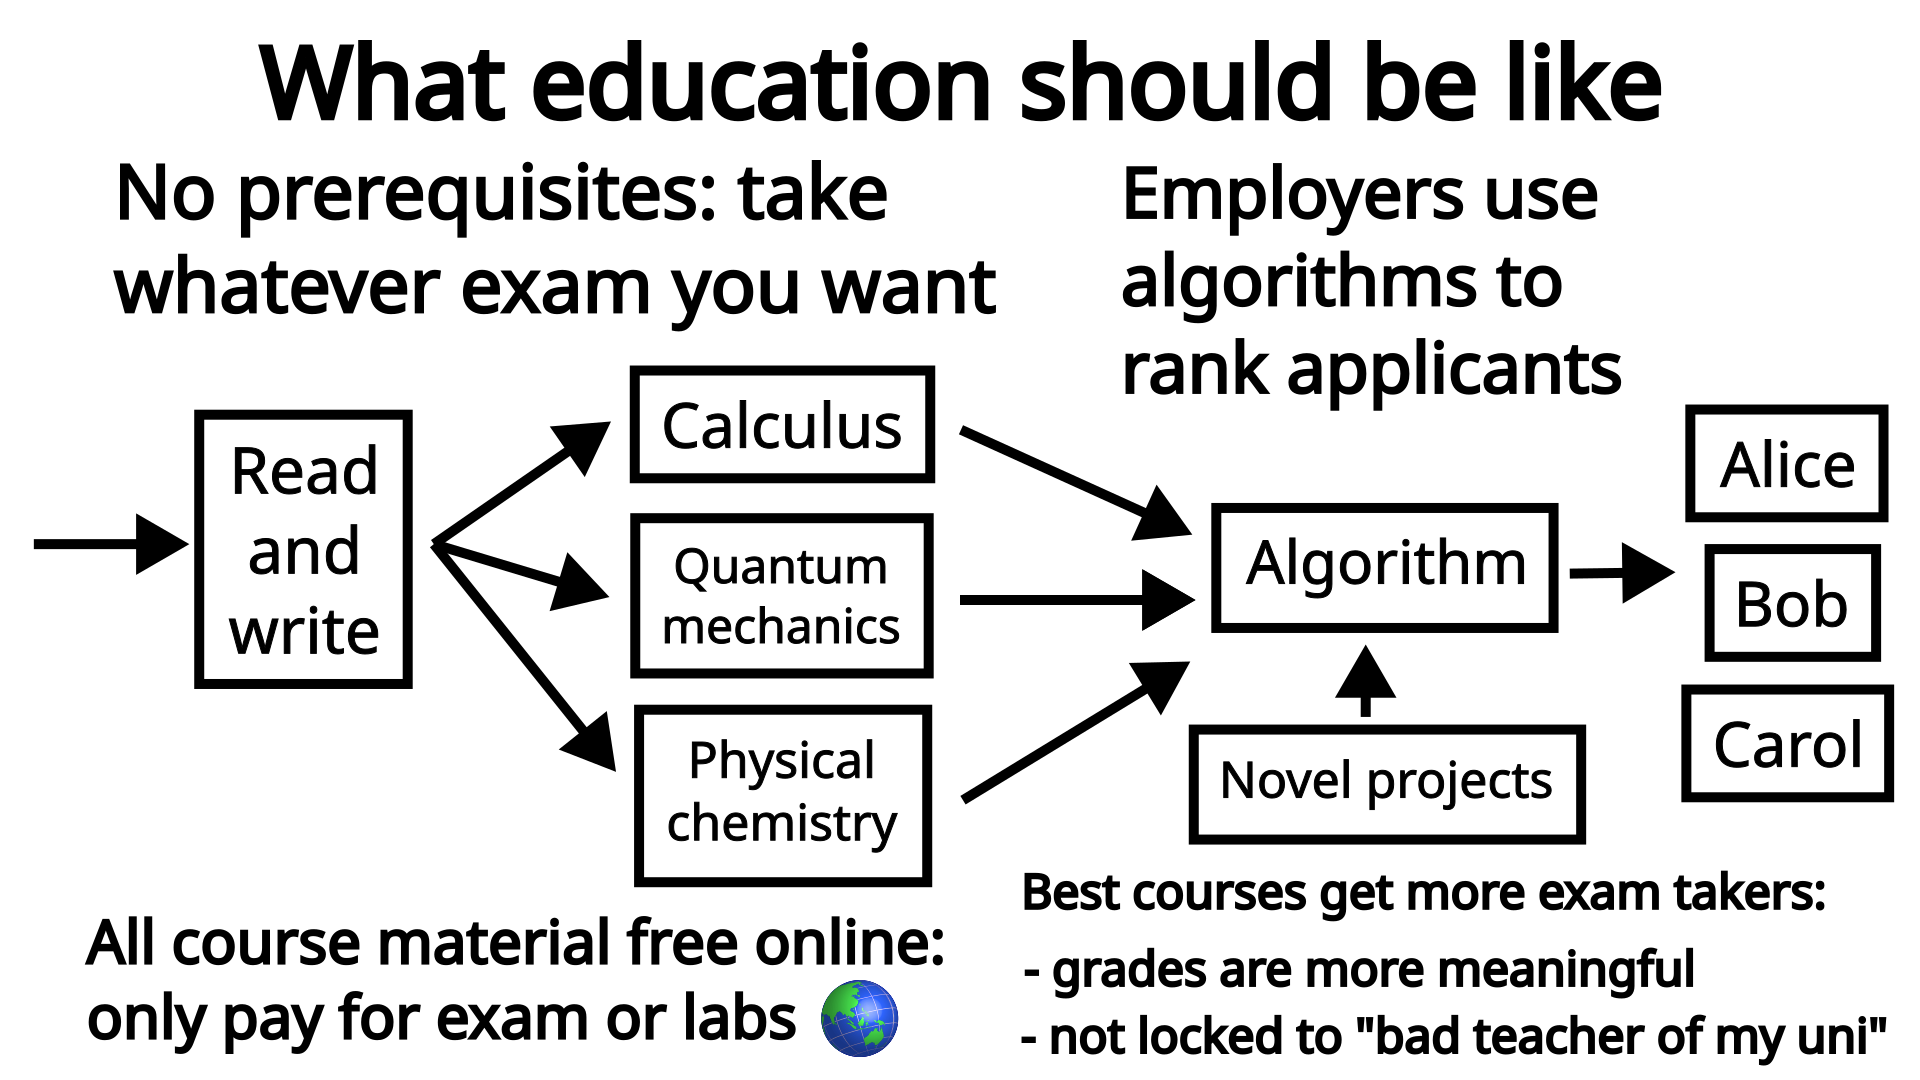 What education should be like
No prerequisites: take
whatever exam you want
Employers use
algorithms to
rank applicants
Read
and
write
Calculus
Quantum
mechanics
Physical
chemistry
Algorithm
Novel projects
Alice
Bob
Carol
All course material free online:
only pay for exam or labs
Best courses get more exam takers:
- grades are more meaningful
- not locked to "bad teacher of my uni"